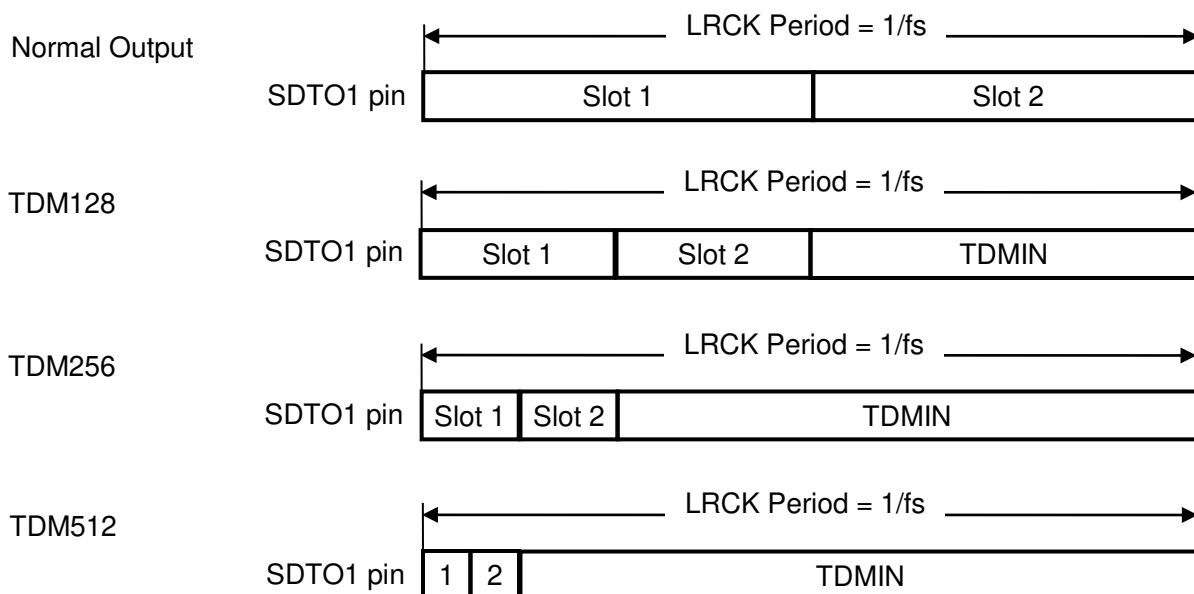 Normal Output
LRCK Period = 1/fs
SDTO1 pin
Slot 1
Slot 2
TDM128
LRCK Period = 1/fs
SDTO1 pin
Slot 1
Slot 2
TDMIN
TDM256
LRCK Period = 1/fs
SDTO1 pin
Slot 1
Slot 2
TDMIN
TDM512
LRCK Period = 1/fs
SDTO1 pin
1
2
TDMIN